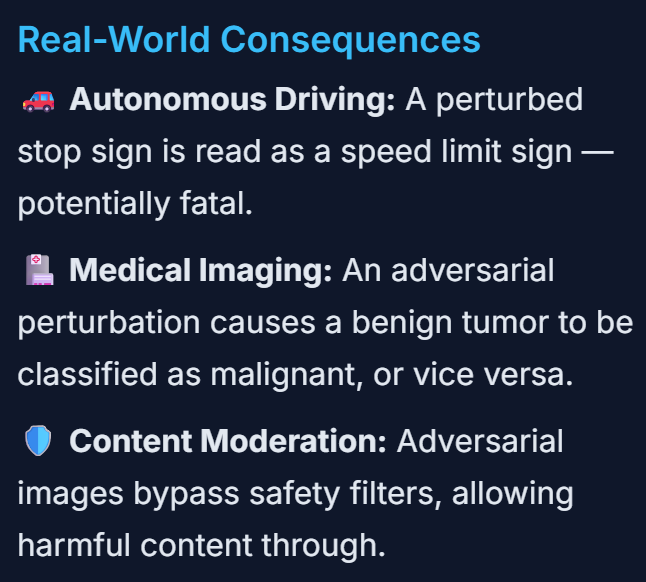 Real-World Consequences
🚗 Autonomous Driving: A perturbed
stop sign is read as a speed limit sign —
potentially fatal.
🏥 Medical Imaging: An adversarial
perturbation causes a benign tumor to be
classified as malignant, or vice versa.
🛡️ Content Moderation: Adversarial
images bypass safety filters, allowing
harmful content through.